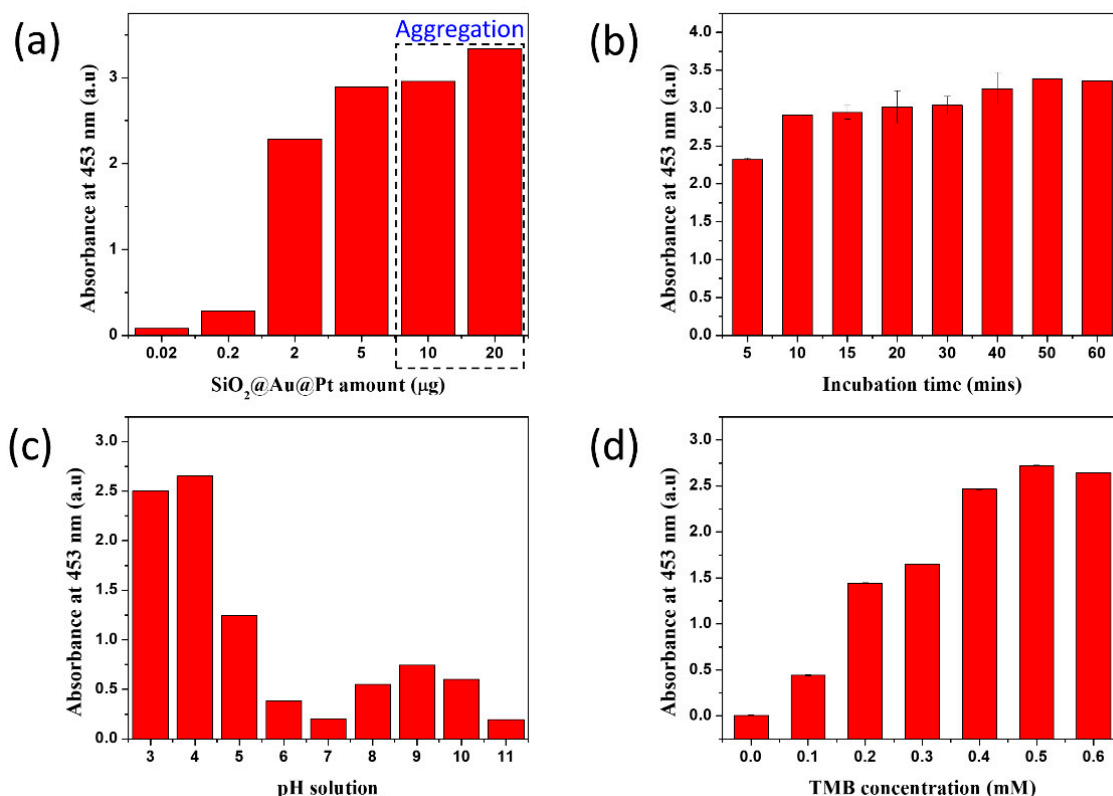 (a)
Aggregation
Absorbance at 453 nm (a.u)
3
2
1
0
0.02 0.2 2 5 10 20
SiO₂@Au@Pt amount (μg)
(b)
Absorbance at 453 nm (a.u)
4.0
3.5
3.0
2.5
2.0
1.5
1.0
0.5
0.0
5 10 15 20 30 40 50 60
Incubation time (mins)
(c)
Absorbance at 453 nm (a.u)
3.0
2.5
2.0
1.5
1.0
0.5
0.0
3 4 5 6 7 8 9 10 11
pH solution
(d)
Absorbance at 453 nm (a.u)
3.0
2.5
2.0
1.5
1.0
0.5
0.0
0.0 0.1 0.2 0.3 0.4 0.5 0.6
TMB concentration (mM)